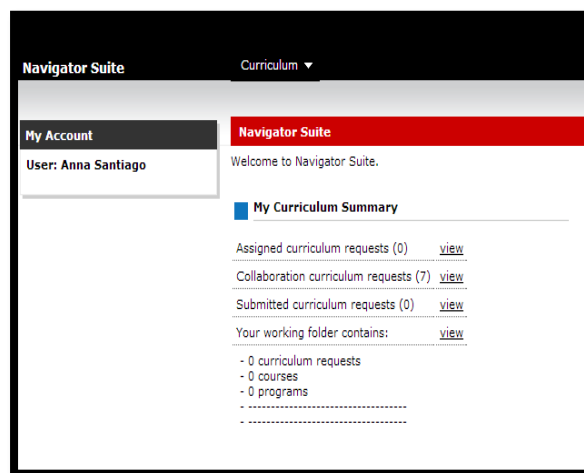 Navigator Suite Curriculum ▼
My Account
User: Anna Santiago
Navigator Suite
Welcome to Navigator Suite.
My Curriculum Summary
Assigned curriculum requests (0) view
Collaboration curriculum requests (7) view
Submitted curriculum requests (0) view
Your working folder contains: view
- 0 curriculum requests
- 0 courses
- 0 programs
- -----------------------------------
- -----------------------------------